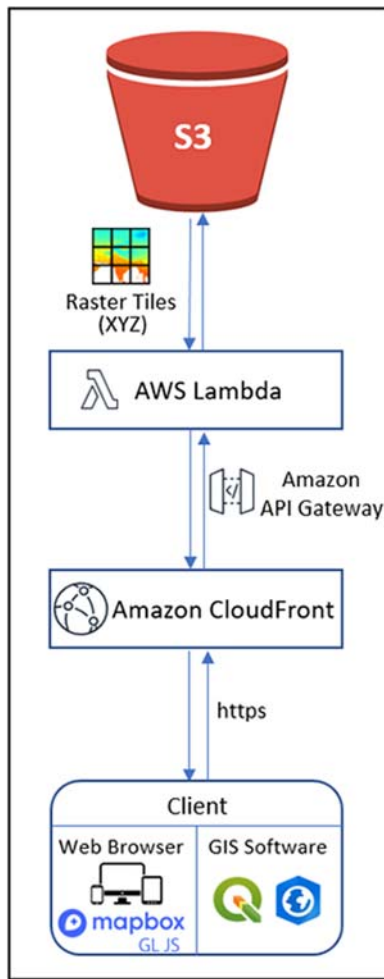 S3
Raster Tiles
(XYZ)
AWS Lambda
Amazon
API Gateway
Amazon CloudFront
https
Client
Web Browser
GIS Software
mapbox
GL JS